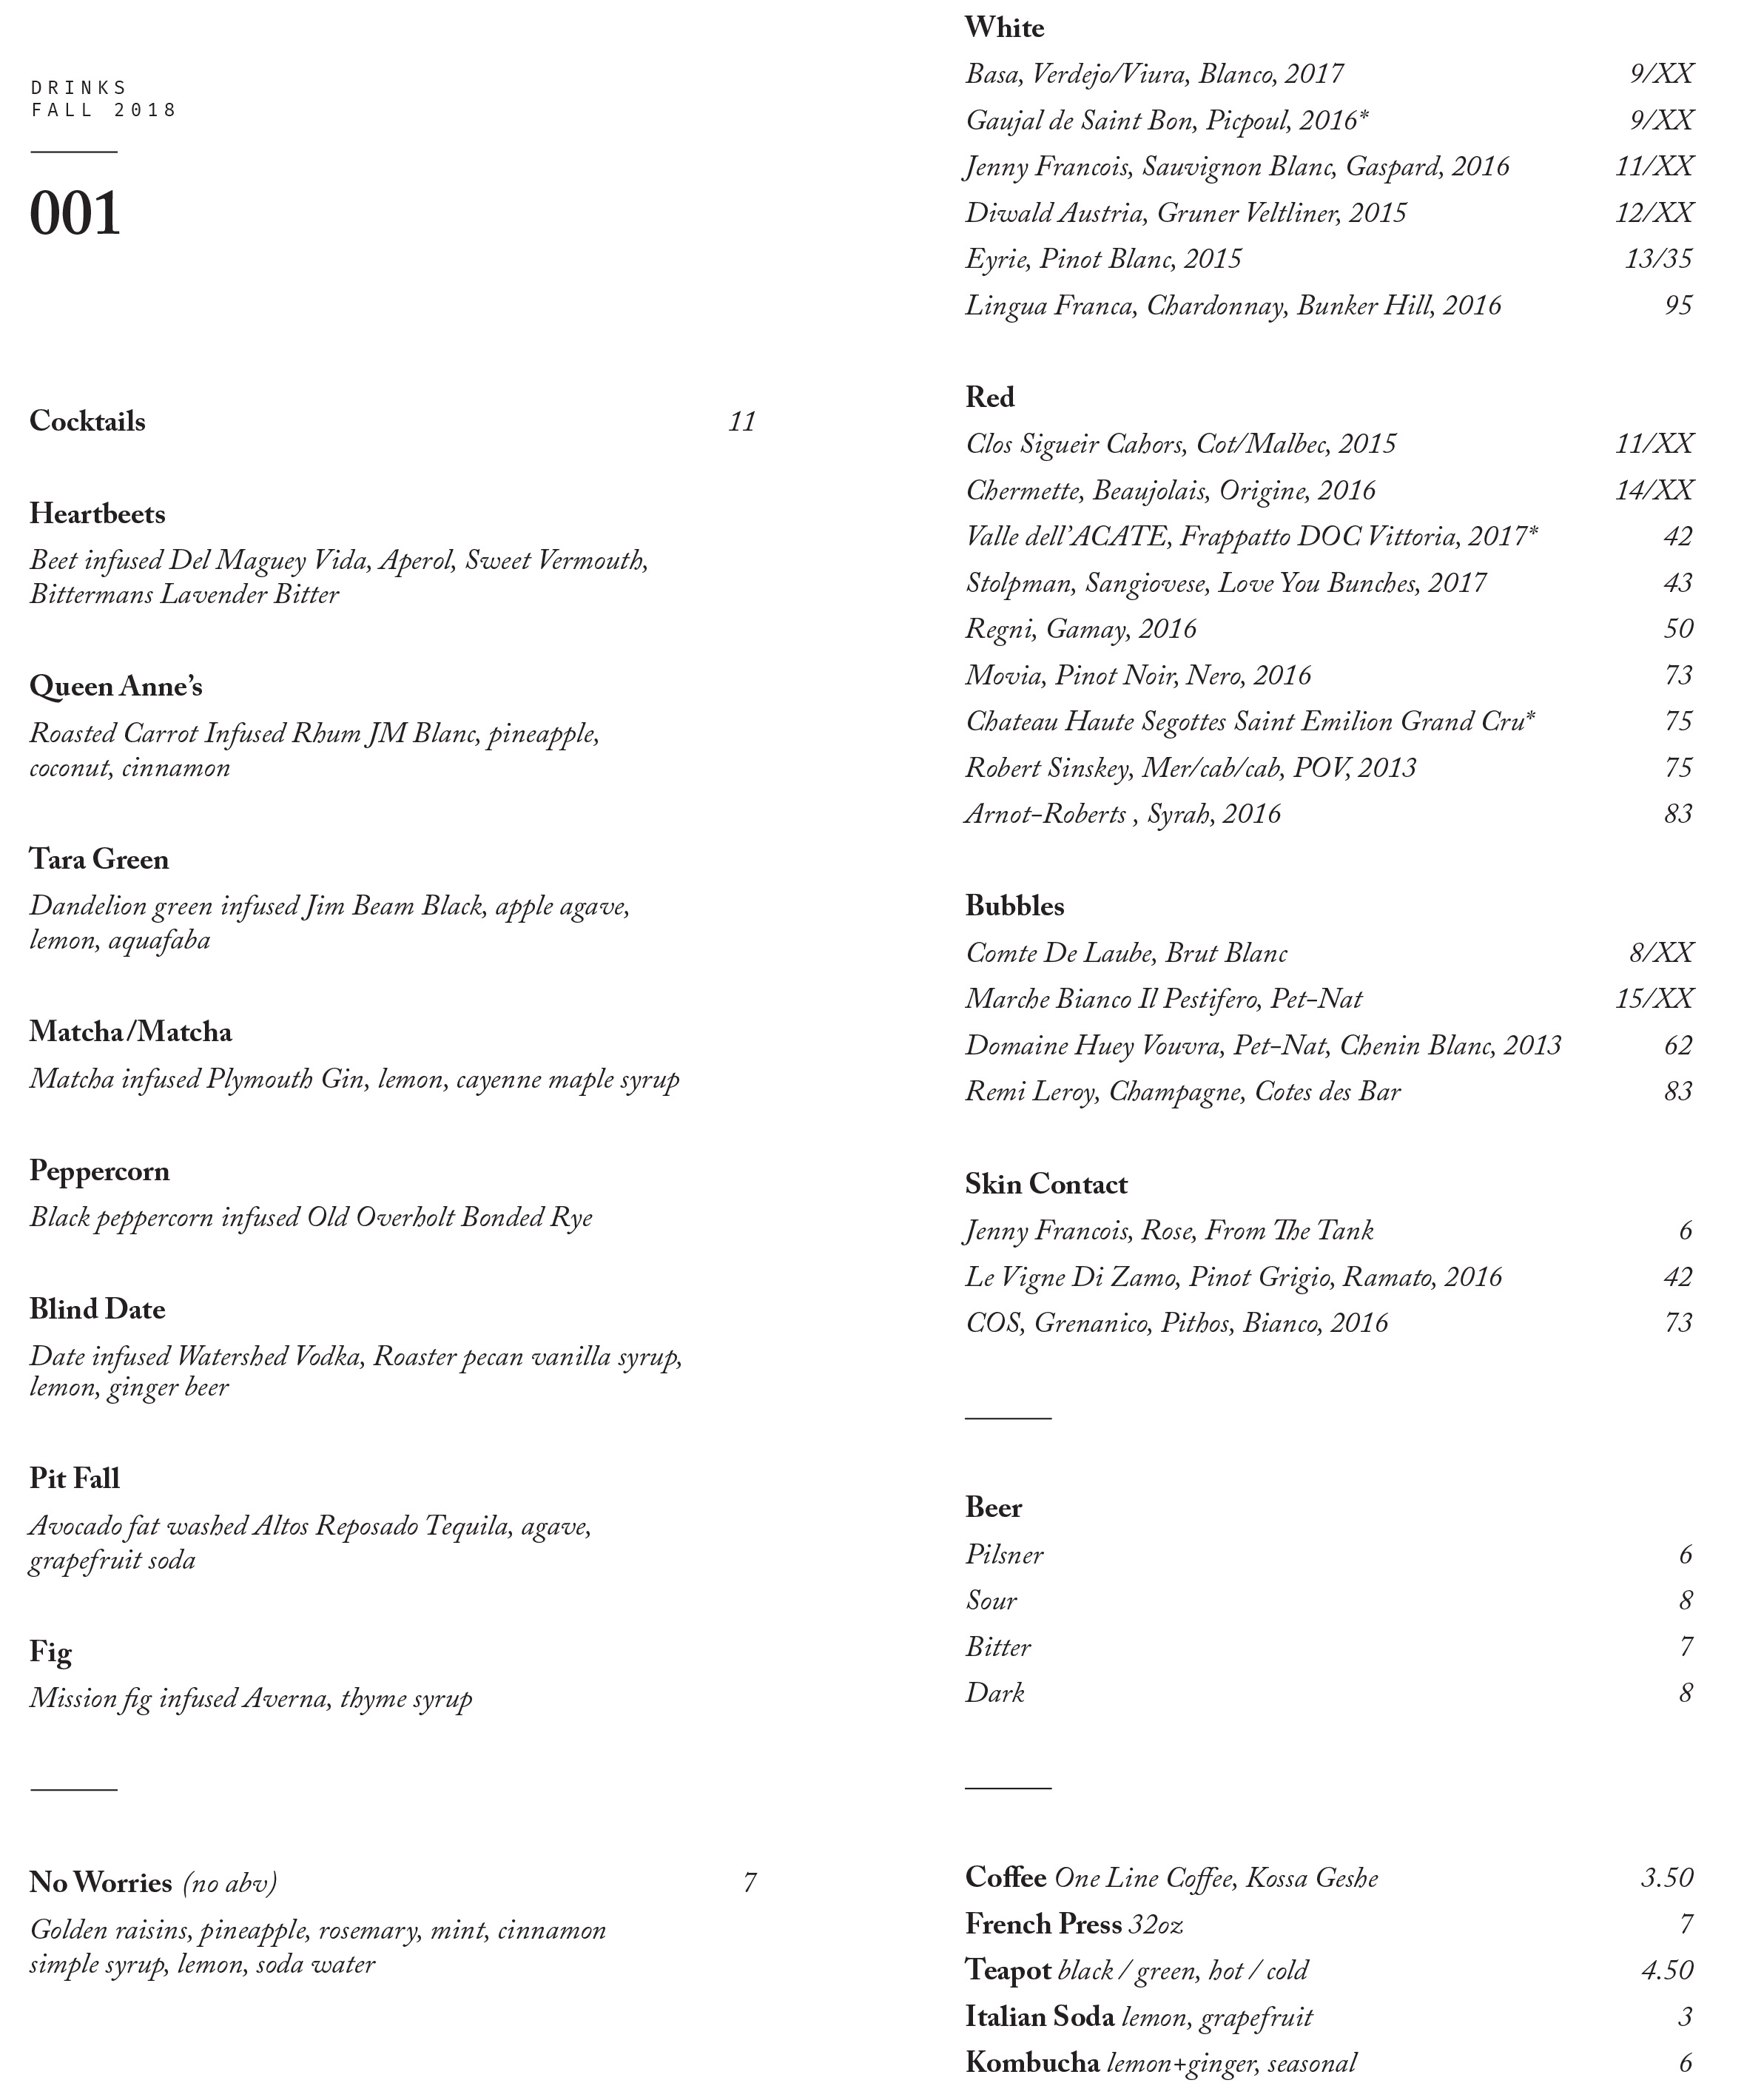 DRINKS
FALL 2018
001
Cocktails 11
Heartbeets
Beet infused Del Maguey Vida, Aperol, Sweet Vermouth,
Bittermans Lavender Bitter
Queen Anne's
Roasted Carrot Infused Rhum JM Blanc, pineapple,
coconut, cinnamon
Tara Green
Dandelion green infused Jim Beam Black, apple agave,
lemon, aquafaba
Matcha/Matcha
Matcha infused Plymouth Gin, lemon, cayenne maple syrup
Peppercorn
Black peppercorn infused Old Overholt Bonded Rye
Blind Date
Date infused Watershed Vodka, Roaster pecan vanilla syrup,
lemon, ginger beer
Pit Fall
Avocado fat washed Altos Reposado Tequila, agave,
grapefruit soda
Fig
Mission fig infused Averna, thyme syrup
No Worries (no abv) 7
Golden raisins, pineapple, rosemary, mint, cinnamon
simple syrup, lemon, soda water
White
Basa, Verdejo/Viura, Blanco, 2017 9/XX
Gaujal de Saint Bon, Picpoul, 2016* 9/XX
Jenny Francois, Sauvignon Blanc, Gaspard, 2016 11/XX
Diwald Austria, Gruner Veltliner, 2015 12/XX
Eyrie, Pinot Blanc, 2015 13/35
Lingua Franca, Chardonnay, Bunker Hill, 2016 95
Red
Clos Sigueir Cahors, Cot/Malbec, 2015 11/XX
Chermette, Beaujolais, Origine, 2016 14/XX
Valle dell'ACATE, Frappatto DOC Vittoria, 2017* 42
Stolpman, Sangiovese, Love You Bunches, 2017 43
Regni, Gamay, 2016 50
Movia, Pinot Noir, Nero, 2016 73
Chateau Haute Segottes Saint Emilion Grand Cru* 75
Robert Sinskey, Mer/cab/cab, POV, 2013 75
Arnot-Roberts , Syrah, 2016 83
Bubbles
Comte De Laube, Brut Blanc 8/XX
Marche Bianco Il Pestifero, Pet-Nat 15/XX
Domaine Huey Vouvra, Pet-Nat, Chenin Blanc, 2013 62
Remi Leroy, Champagne, Cotes des Bar 83
Skin Contact
Jenny Francois, Rose, From The Tank 6
Le Vigne Di Zamo, Pinot Grigio, Ramato, 2016 42
COS, Grenanico, Pithos, Bianco, 2016 73
Beer
Pilsner 6
Sour 8
Bitter 7
Dark 8
Coffee One Line Coffee, Kossa Geshe 3.50
French Press 32oz 7
Teapot black / green, hot / cold 4.50
Italian Soda lemon, grapefruit 3
Kombucha lemon+ginger, seasonal 6